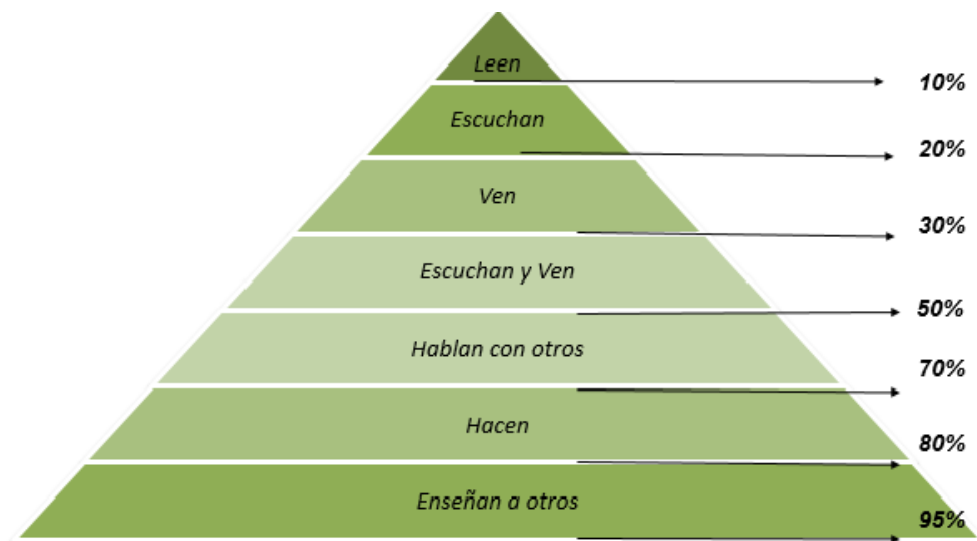 Leen
10%
Escuchan
20%
Ven
30%
Escuchan y Ven
50%
Hablan con otros
70%
Hacen
80%
Enseñan a otros
95%